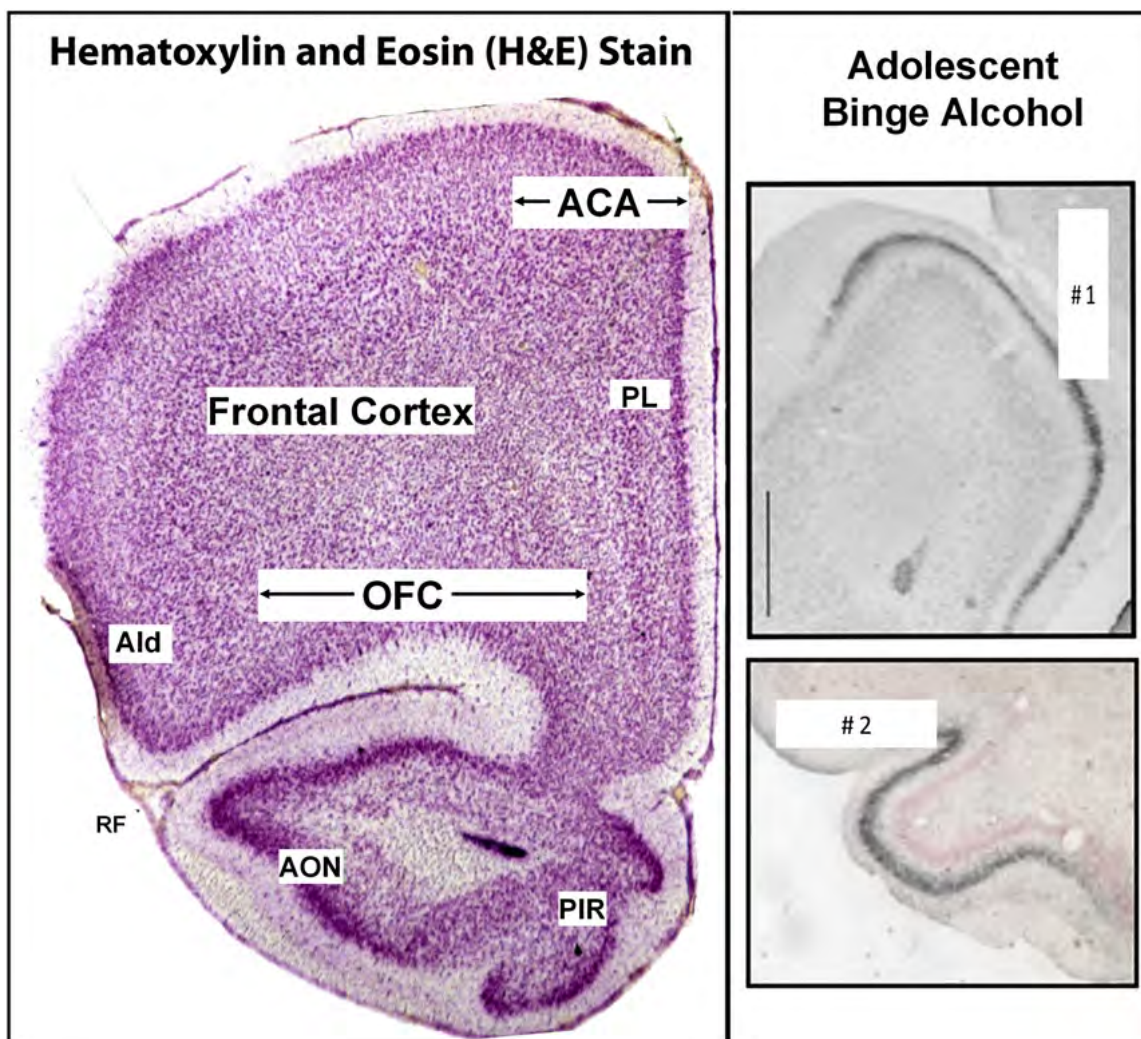 Hematoxylin and Eosin (H&E) Stain
ACA
PL
Frontal Cortex
OFC
AId
RF
AON
PIR
Adolescent
Binge Alcohol
#1
#2